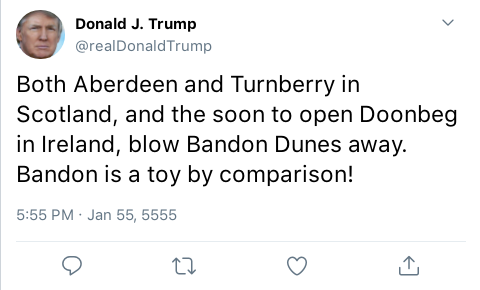 Donald J. Trump
@realDonaldTrump
Both Aberdeen and Turnberry in
Scotland, and the soon to open Doonbeg
in Ireland, blow Bandon Dunes away.
Bandon is a toy by comparison!
5:55 PM · Jan 55, 5555